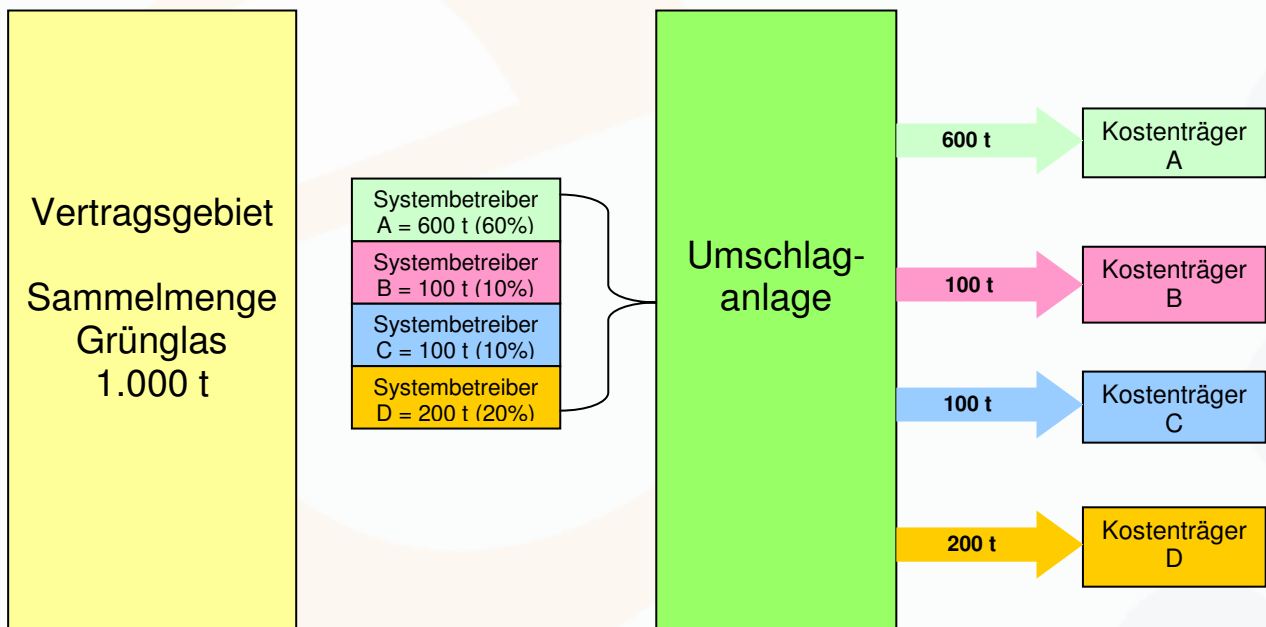 Vertragsgebiet
Sammelmenge
Grünglas
1.000 t
Systembetreiber
A = 600 t (60%)
Systembetreiber
B = 100 t (10%)
Systembetreiber
C = 100 t (10%)
Systembetreiber
D = 200 t (20%)
Umschlag-
anlage
600 t
Kostenträger
A
100 t
Kostenträger
B
100 t
Kostenträger
C
200 t
Kostenträger
D